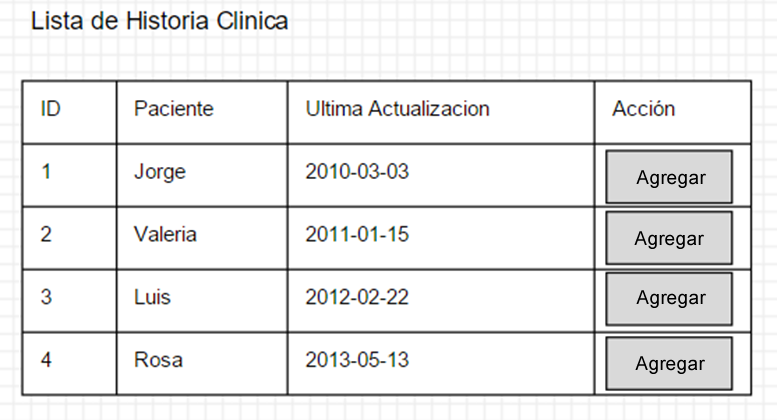 Lista de Historia Clinica
ID Paciente Ultima Actualizacion Acción
1 Jorge 2010-03-03 Agregar
2 Valeria 2011-01-15 Agregar
3 Luis 2012-02-22 Agregar
4 Rosa 2013-05-13 Agregar